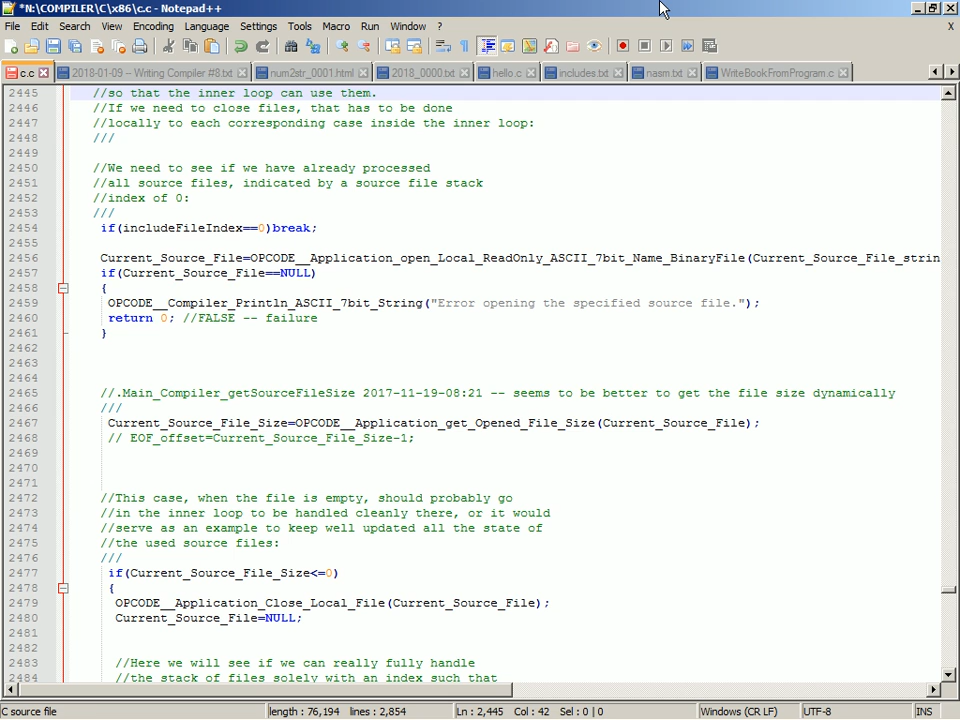 *N:\COMPILER\C\x86\c.c - Notepad++
File Edit Search View Encoding Language Settings Tools Macro Run Window ? X
c.c 2018-01-09 -- Writing Compiler #8.txt num2str_0001.html 2018_0000.txt hello.c includes.txt nasm.txt WriteBookFromProgram.c
2445 //so that the inner loop can use them.
2446 //If we need to close files, that has to be done
2447 //locally to each corresponding case inside the inner loop:
2448 ///
2449
2450 //We need to see if we have already processed
2451 //all source files, indicated by a source file stack
2452 //index of 0:
2453 ///
2454 if(includeFileIndex==0)break;
2455
2456 Current_Source_File=OPCODE__Application_open_Local_ReadOnly_ASCII_7bit_Name_BinaryFile(Current_Source_File_strin
2457 if(Current_Source_File==NULL)
2458 {
2459 OPCODE__Compiler_Println_ASCII_7bit_String("Error opening the specified source file.");
2460 return 0; //FALSE -- failure
2461 }
2462
2463
2464
2465 //.Main_Compiler_getSourceFileSize 2017-11-19-08:21 -- seems to be better to get the file size dynamically
2466 ///
2467 Current_Source_File_Size=OPCODE__Application_get_Opened_File_Size(Current_Source_File);
2468 // EOF_offset=Current_Source_File_Size-1;
2469
2470
2471
2472 //This case, when the file is empty, should probably go
2473 //in the inner loop to be handled cleanly there, or it would
2474 //serve as an example to keep well updated all the state of
2475 //the used source files:
2476 ///
2477 if(Current_Source_File_Size<=0)
2478 {
2479 OPCODE__Application_Close_Local_File(Current_Source_File);
2480 Current_Source_File=NULL;
2481
2482
2483 //Here we will see if we can really fully handle
2484 //the stack of files solely with an index such that
C source file length : 76,194 lines : 2,854 Ln : 2,445 Col : 42 Sel : 0 | 0 Windows (CR LF) UTF-8 INS